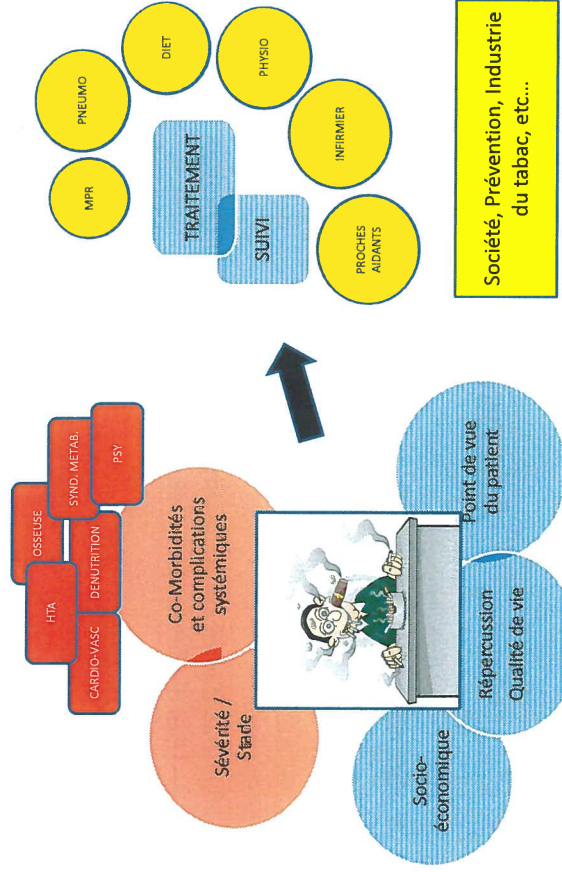 HTA
OSSEUSE
CARDIO-VASC
DENUTRITION
SYND. METAB.
PSY
Sévérité /
Stade
Co-Morbidités
et complications
systémiques
Socio-
économique
Répercussion
Qualité de vie
Point de vue
du patient
MPR
PNEUMO
DIET
PHYSIO
INFIRMIER
PROCHES
AIDANTS
TRAITEMENT
SUIVI
Société, Prévention, Industrie
du tabac, etc...